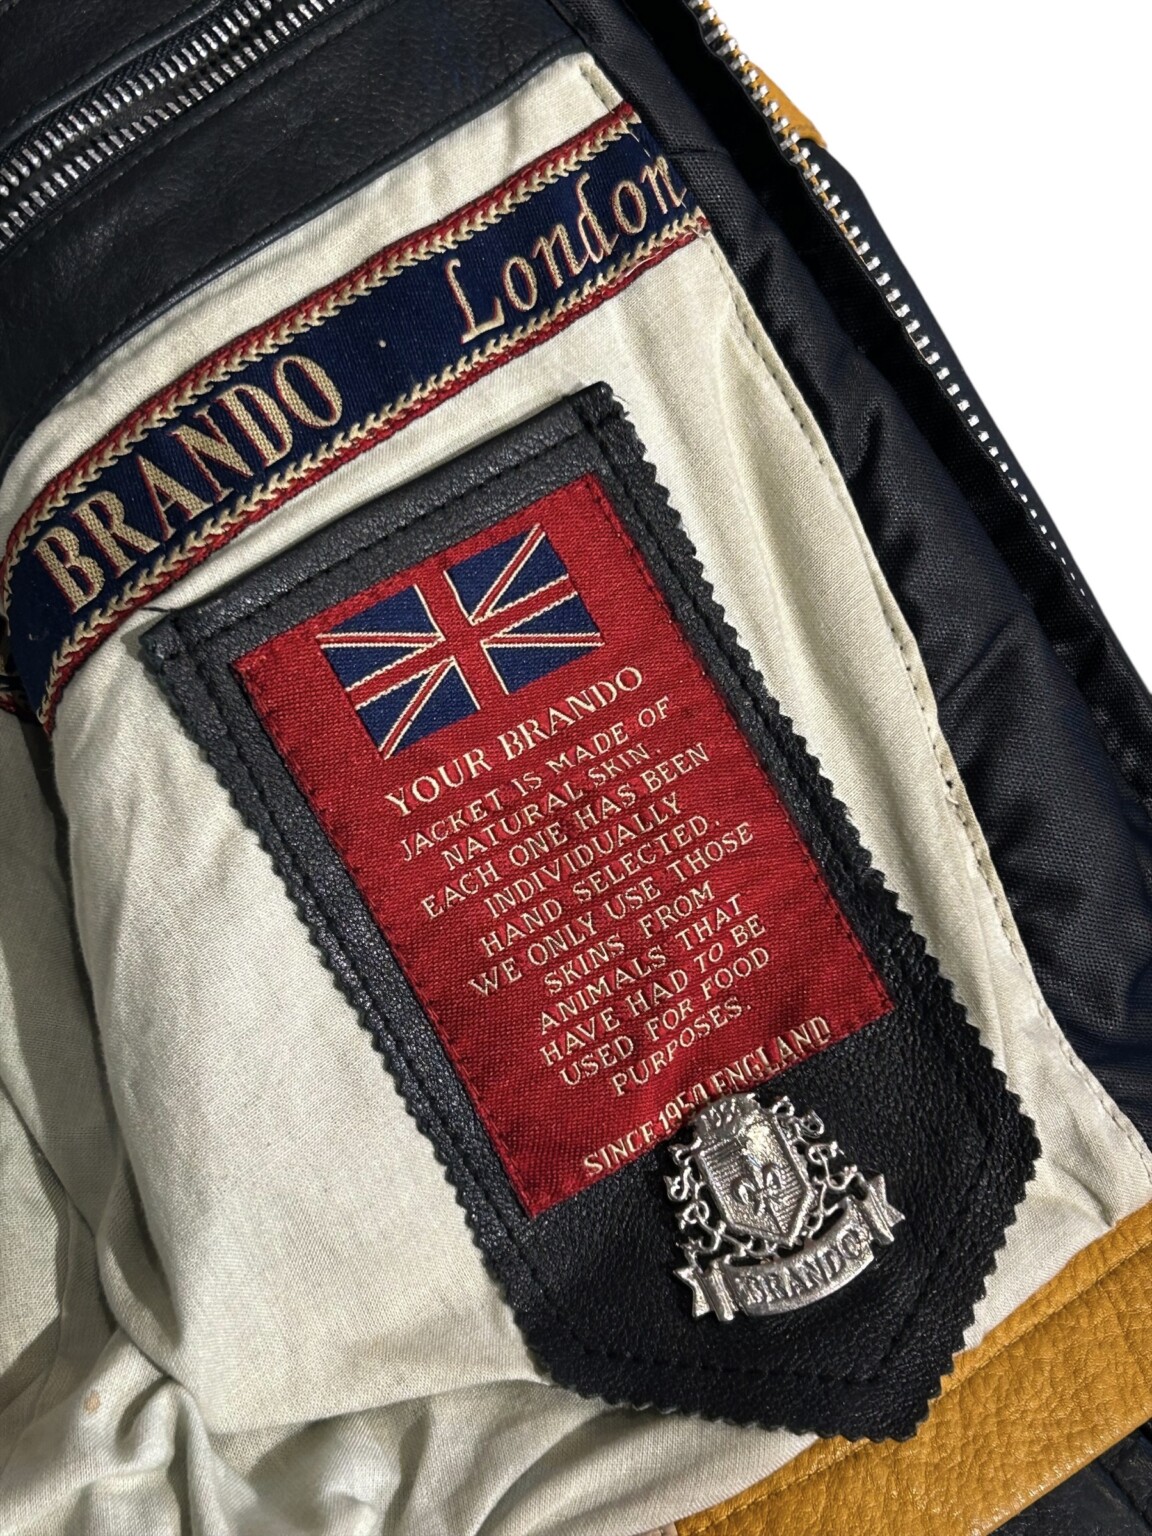 BRANDO · London
YOUR BRANDO
JACKET IS MADE OF
NATURAL SKIN.
EACH ONE HAS BEEN
INDIVIDUALLY
HAND SELECTED.
WE ONLY USE THOSE
SKINS FROM
ANIMALS THAT
HAVE HAD TO BE
USED FOR FOOD
PURPOSES.
SINCE 1950 ENGLAND
BRANDO